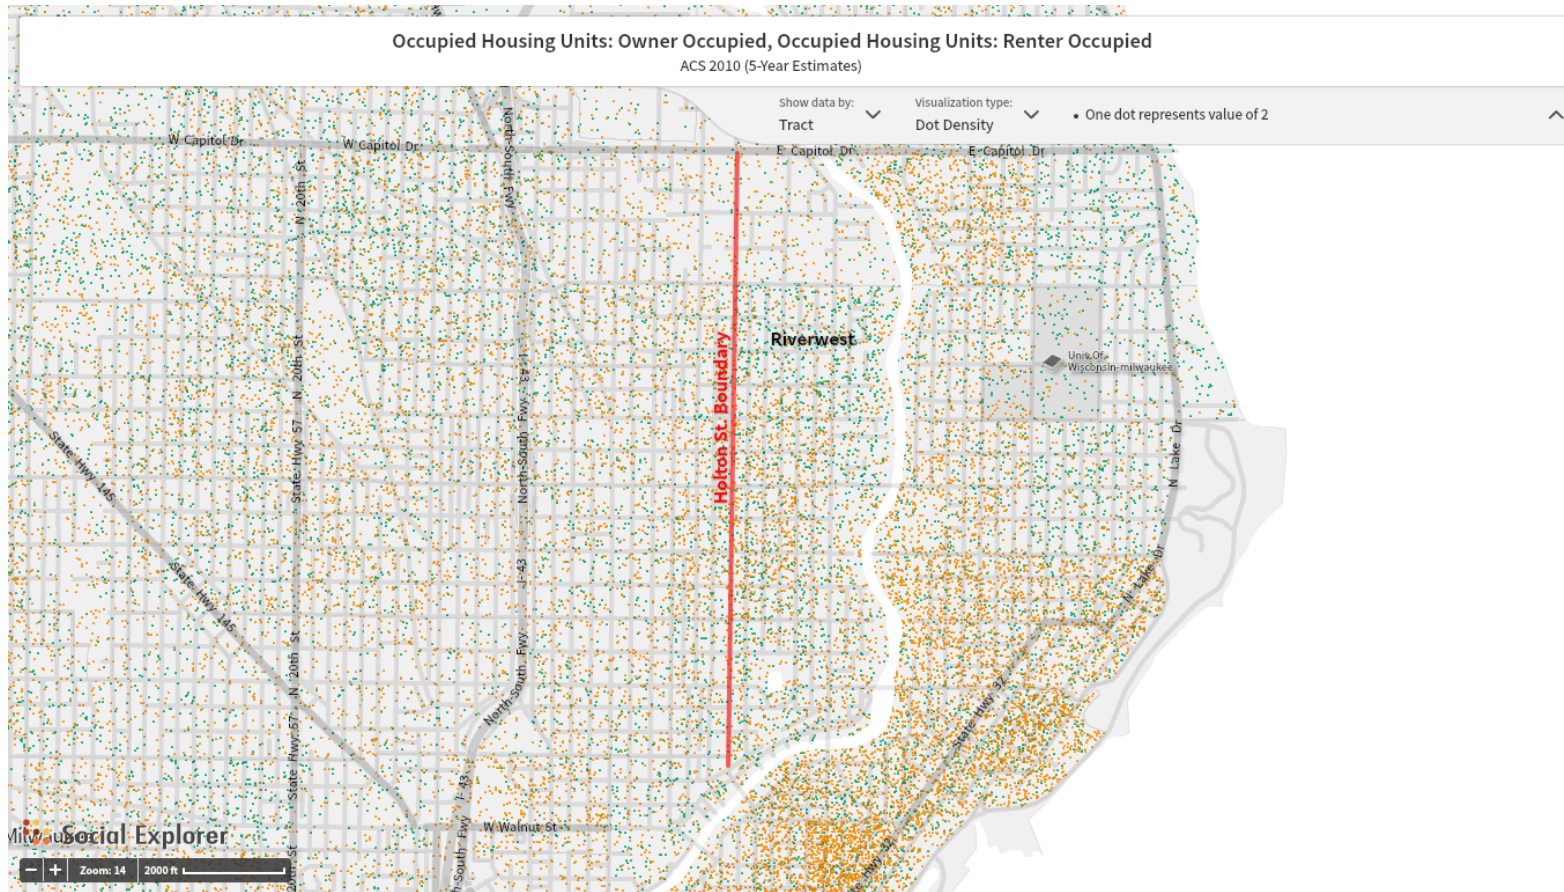 Occupied Housing Units: Owner Occupied, Occupied Housing Units: Renter Occupied
ACS 2010 (5-Year Estimates)
Show data by:
Tract
Visualization type:
Dot Density
• One dot represents value of 2
W Capitol Dr
W Capitol Dr
E Capitol Dr
E Capitol Dr
North-South Fwy
N 20th St
Riverwest
Holton St. Boundary
Univ Of
Wisconsin-milwaukee
I-43
North-South Fwy
N 20th St
State Hwy 57
N Lake Dr
State Hwy 145
State Hwy 145
I-43
N Lake Dr
North-South Fwy
N 20th St
State Hwy 57
State Hwy 32
I-43
W Walnut St
Social Explorer
Zoom: 14
2000 ft